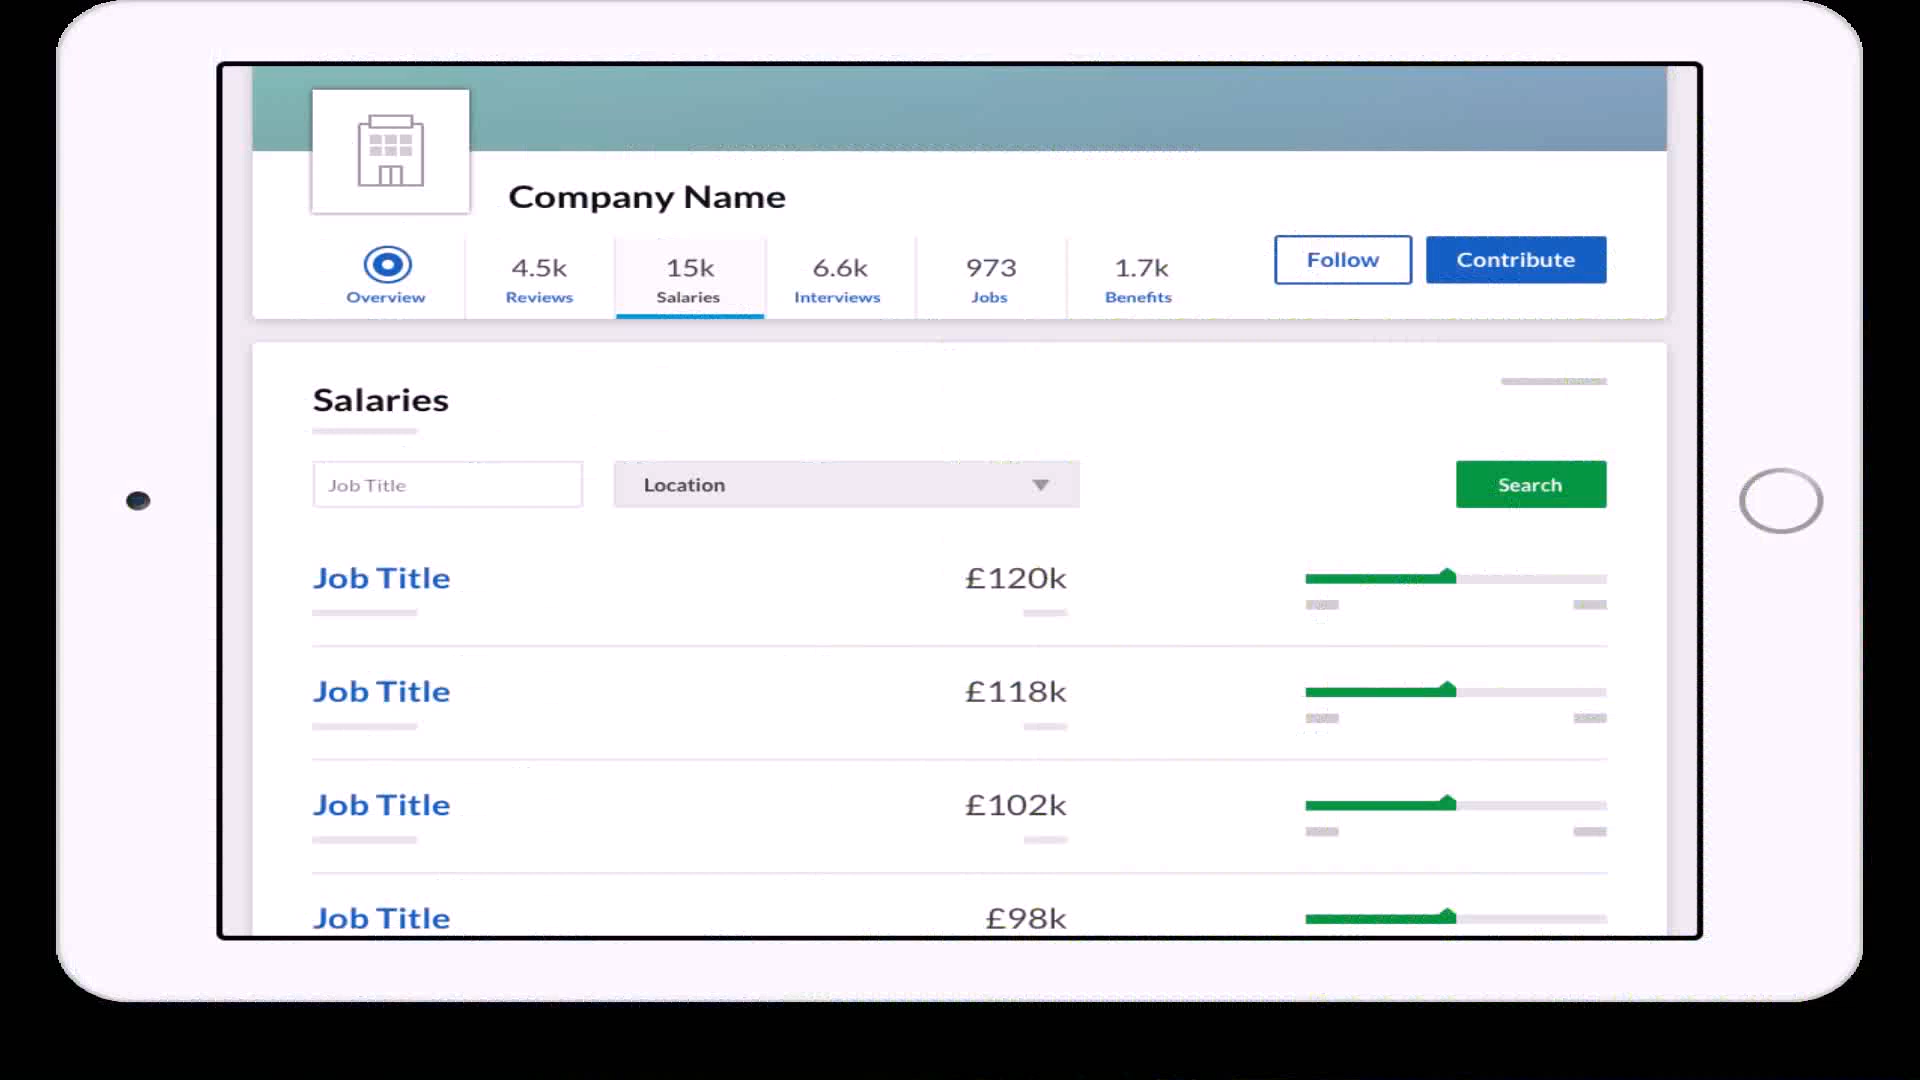 Company Name
4.5k 15k 6.6k 973 1.7k
Overview Reviews Salaries Interviews Jobs Benefits
Follow Contribute
Salaries
Job Title Location Search
Job Title £120k
Job Title £118k
Job Title £102k
Job Title £98k